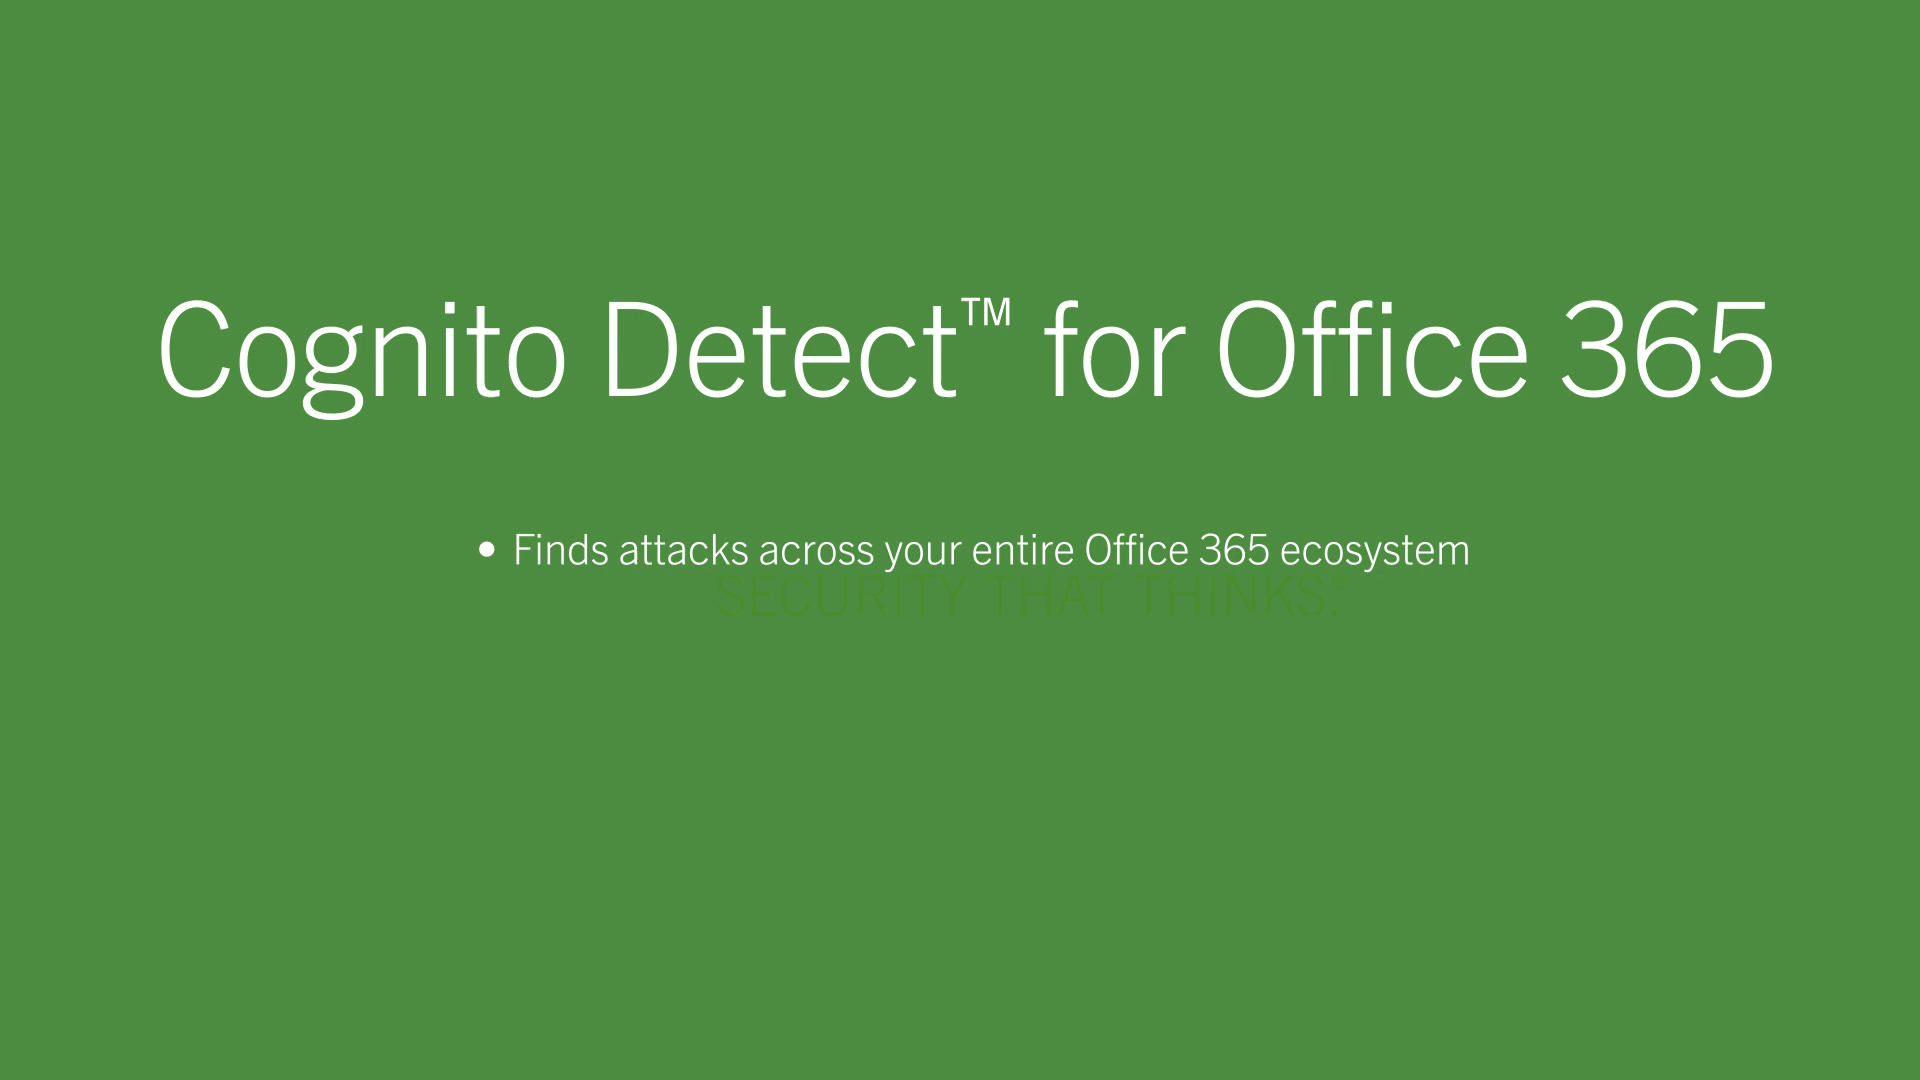 Cognito Detect™ for Office 365
• Finds attacks across your entire Office 365 ecosystem
SECURITY THAT THINKS.®